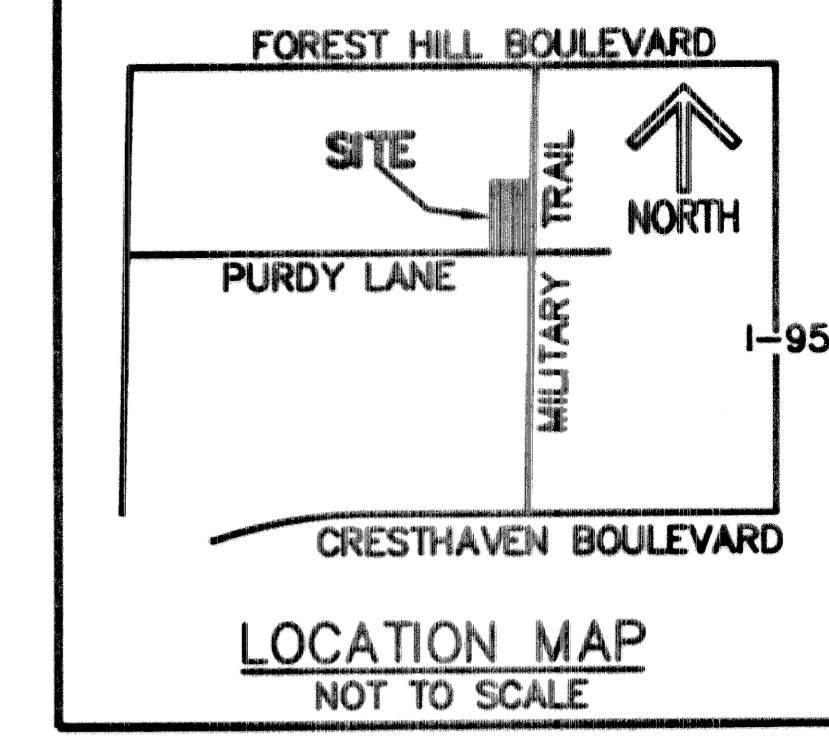 FOREST HILL BOULEVARD
SITE
MILITARY TRAIL
NORTH
PURDY LANE
I-95
CRESTHAVEN BOULEVARD
LOCATION MAP
NOT TO SCALE